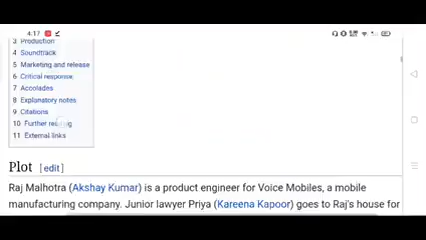 4:17
3 Production
4 Soundtrack
5 Marketing and release
6 Critical response
7 Accolades
8 Explanatory notes
9 Citations
10 Further reading
11 External links
Plot [edit]
Raj Malhotra (Akshay Kumar) is a product engineer for Voice Mobiles, a mobile
manufacturing company. Junior lawyer Priya (Kareena Kapoor) goes to Raj's house for